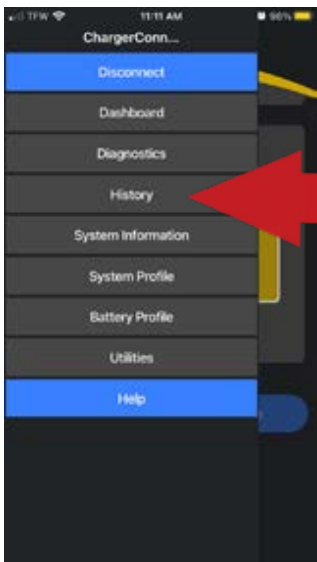 TFW 11:11 AM 96%
ChargerConn...
Disconnect
Dashboard
Diagnostics
History
System Information
System Profile
Battery Profile
Utilities
Help